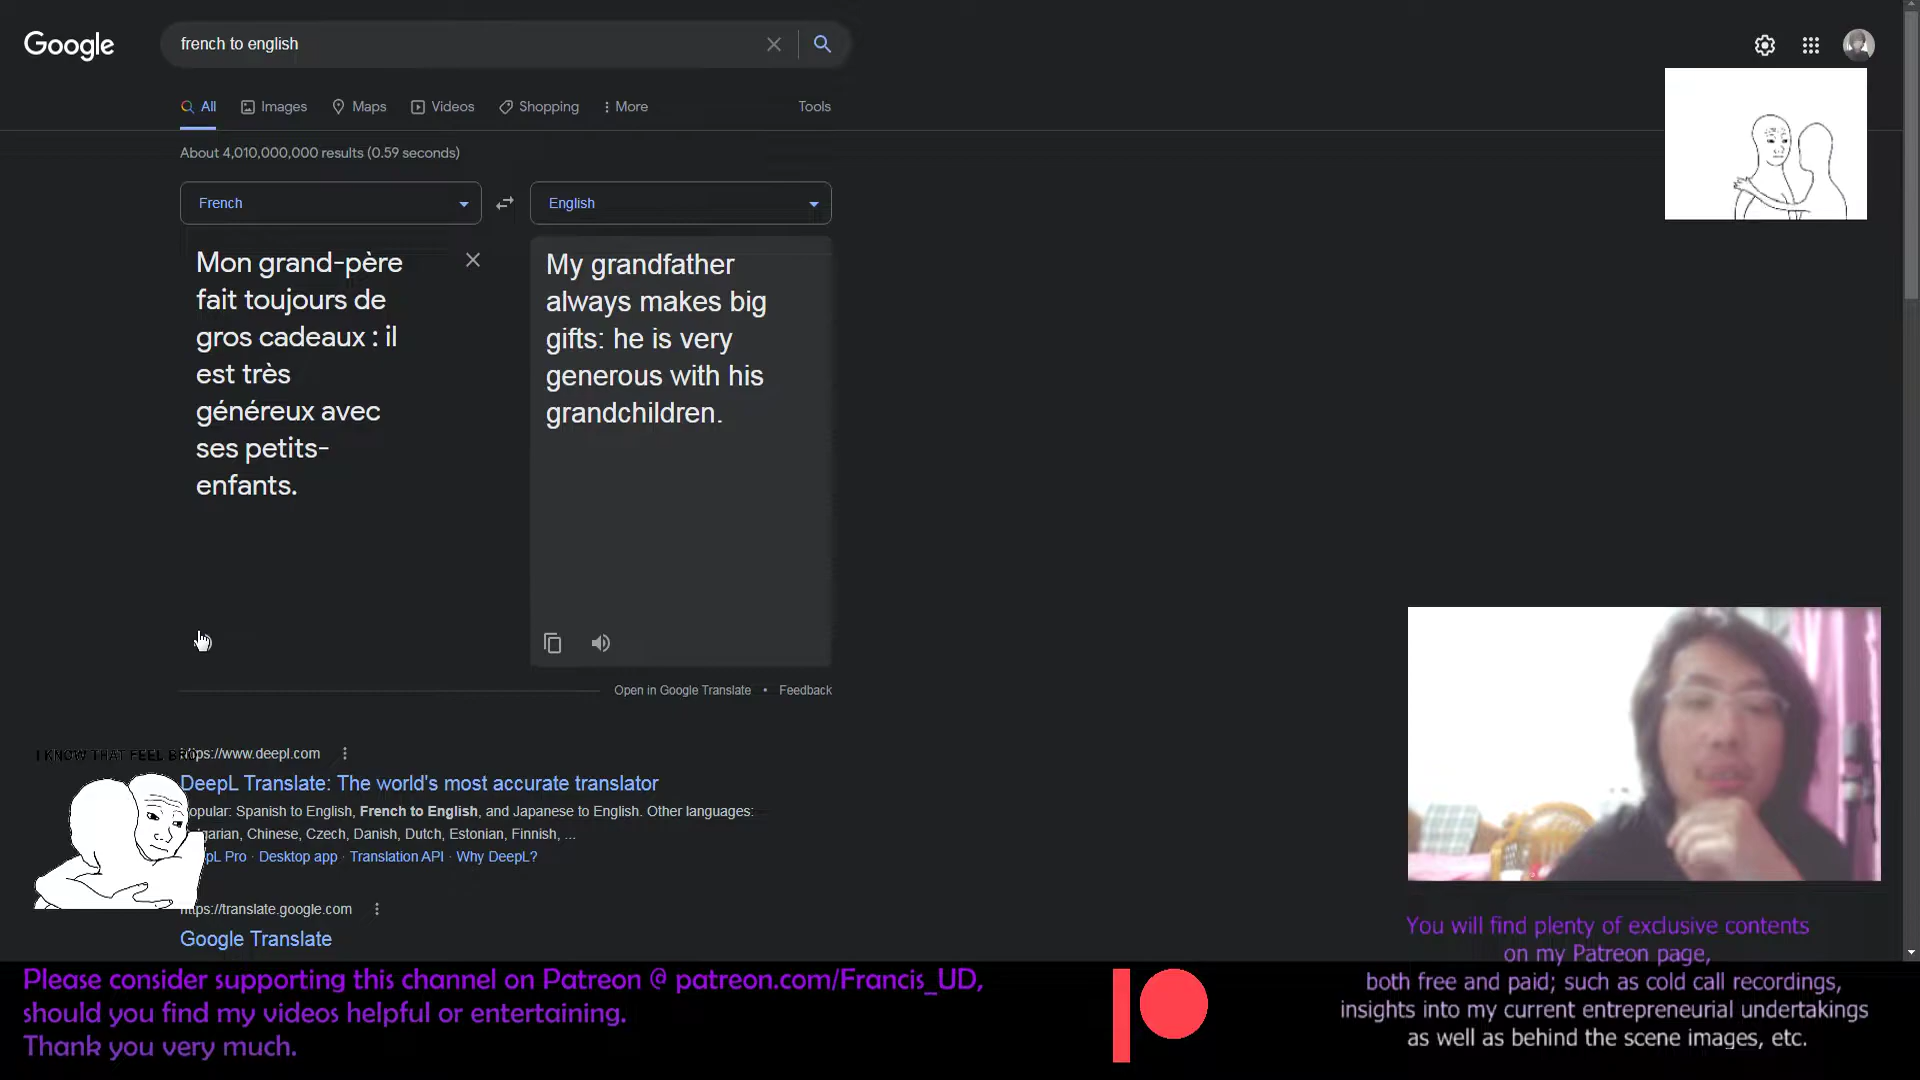 Google
french to english
All Images Maps Videos Shopping More Tools
About 4,010,000,000 results (0.59 seconds)
French English
Mon grand-père
fait toujours de
gros cadeaux : il
est très
généreux avec
ses petits-
enfants.
My grandfather
always makes big
gifts: he is very
generous with his
grandchildren.
Open in Google Translate • Feedback
I KNOW THAT FEEL
https://www.deepl.com
DeepL Translate: The world's most accurate translator
Popular: Spanish to English, French to English, and Japanese to English. Other languages:
Chinese, Czech, Danish, Dutch, Estonian, Finnish, ...
Pro · Desktop app · Translation API · Why DeepL?
https://translate.google.com
Google Translate
Please consider supporting this channel on Patreon @ patreon.com/Francis_UD,
should you find my videos helpful or entertaining.
Thank you very much.
You will find plenty of exclusive contents
on my Patreon page,
both free and paid; such as cold call recordings,
insights into my current entrepreneurial undertakings
as well as behind the scene images, etc.